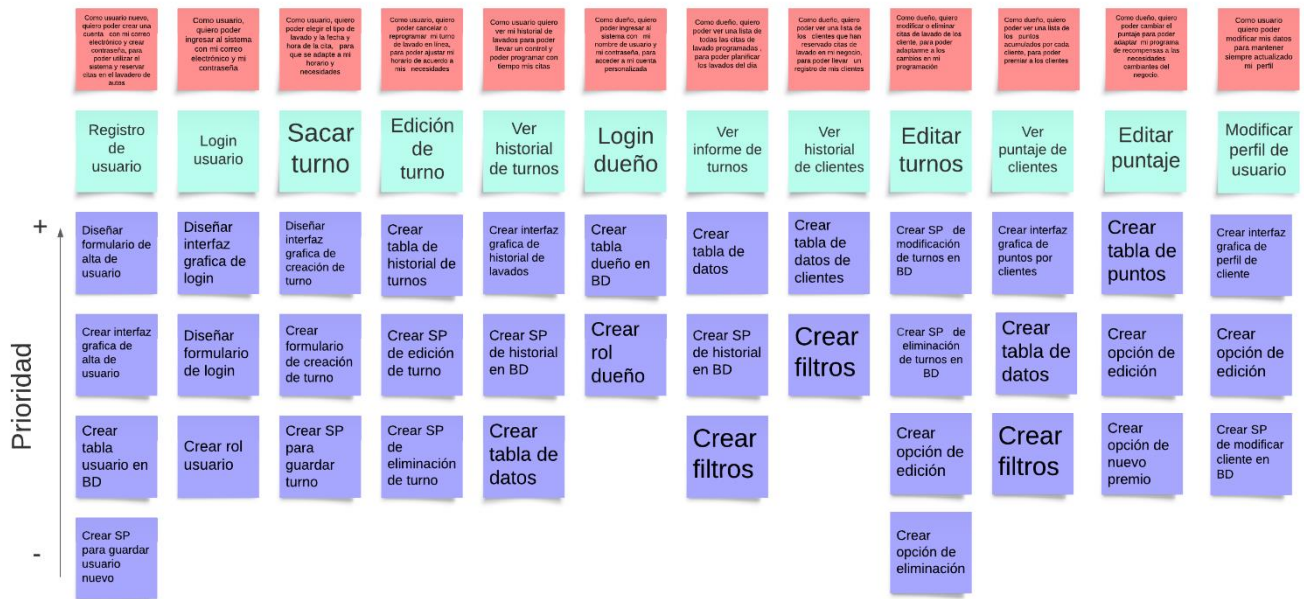 Como usuario nuevo,
quiero poder crear una
cuenta con mi correo
electrónico y crear
contraseña, para
poder utilizar el
sistema y reservar
citas en el lavadero de
autos
Como usuario, quiero
poder ingresar al
sistema con mi correo
electrónico y mi
contraseña
Como usuario, quiero
poder elegir el tipo de
lavado y la fecha y
hora de la cita, para
que se adapte a mi
horario y
necesidades
Como usuario, quiero
poder cancelar o
reprogramar mi turno
de lavado en línea,
para poder ajustar mi
horario de acuerdo a
mis necesidades
Como usuario quiero
ver mi historial de
lavados para poder
llevar un control y
poder programar con
tiempo mis citas
Como dueño, quiero
poder ingresar al
sistema con mi
nombre de usuario y
mi contraseña, para
acceder a mi cuenta
personalizada
Como dueño, quiero
poder ver una lista de
todas las citas de
lavado programadas ,
para poder planificar
los lavados del día
Como dueño, quiero
poder ver una lista de
los clientes que han
reservado citas de
lavado en mi negocio,
para poder llevar un
registro de mis clientes
Como dueño, quiero
modificar o eliminar
citas de lavado de los
cliente, para poder
adaptarme a los
cambios en mi
programación
Como dueño, quiero
poder ver una lista de
los puntos
acumulados por cada
cliente, para poder
premiar a los clientes
Como dueño, quiero
poder cambiar el
puntaje para poder
adaptar mi programa
de recompensas a las
necesidades
cambiantes del
negocio.
Como usuario
quiero poder
modificar mis datos
para mantener
siempre actualizado
mi perfil
Registro
de
usuario
Login
usuario
Sacar
turno
Edición
de
turno
Ver
historial
de turnos
Login
dueño
Ver
informe de
turnos
Ver
historial
de clientes
Editar
turnos
Ver
puntaje de
clientes
Editar
puntaje
Modificar
perfil de
usuario
+
Prioridad
-
Diseñar
formulario de
alta de
usuario
Diseñar
interfaz
grafica de
login
Diseñar
interfaz
grafica de
creación de
turno
Crear
tabla de
historial de
turnos
Crear interfaz
grafica de
historial de
lavados
Crear
tabla
dueño en
BD
Crear
tabla de
datos
Crear
tabla de
datos de
clientes
Crear SP de
modificación
de turnos en
BD
Crear interfaz
grafica de
puntos por
clientes
Crear
tabla de
puntos
Crear interfaz
grafica de
perfil de
cliente
Crear interfaz
grafica de
alta de
usuario
Diseñar
formulario
de login
Crear
formulario
de creación
de turno
Crear SP
de edición
de turno
Crear SP
de historial
en BD
Crear
rol
dueño
Crear SP
de historial
en BD
Crear
filtros
Crear SP de
eliminación
de turnos en
BD
Crear
tabla de
datos
Crear
opción de
edición
Crear
opción de
edición
Crear
tabla
usuario en
BD
Crear rol
usuario
Crear SP
para
guardar
turno
Crear SP
de
eliminación
de turno
Crear
tabla de
datos
Crear
filtros
Crear
opción de
edición
Crear
filtros
Crear
opción de
nuevo
premio
Crear SP
de modificar
cliente en
BD
Crear SP
para guardar
usuario
nuevo
Crear
opción de
eliminación